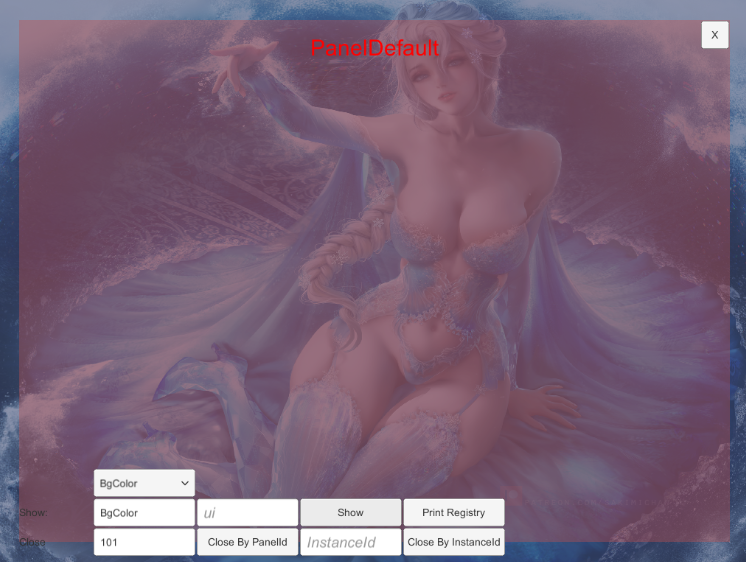 PanelDefault
X
BgColor
Show: BgColor ui Show Print Registry
Close 101 Close By PanelId InstanceId Close By InstanceId